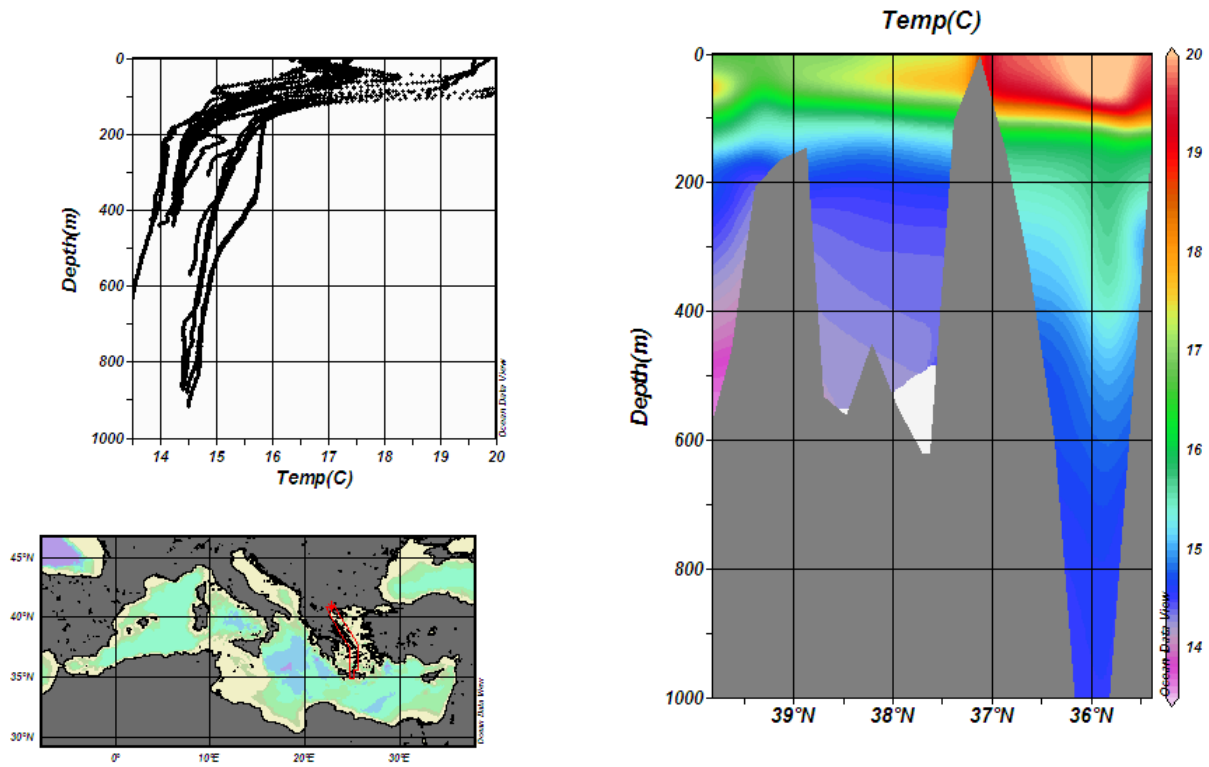 Temp(C)
0
200
400
600
800
1000
Depth(m)
14
15
16
17
18
19
20
Temp(C)
Ocean Data View
45°N
40°N
35°N
30°N
0°
10°E
20°E
30°E
Ocean Data View
0
200
400
600
800
1000
Depth(m)
39°N
38°N
37°N
36°N
20
19
18
17
16
15
14
Ocean Data View